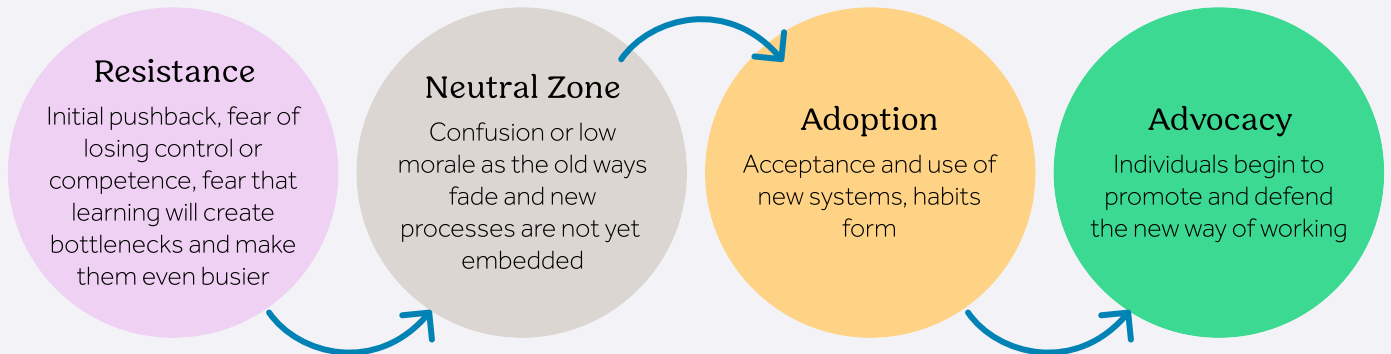 Resistance
Initial pushback, fear of
losing control or
competence, fear that
learning will create
bottlenecks and make
them even busier
Neutral Zone
Confusion or low
morale as the old ways
fade and new
processes are not yet
embedded
Adoption
Acceptance and use of
new systems, habits
form
Advocacy
Individuals begin to
promote and defend
the new way of working